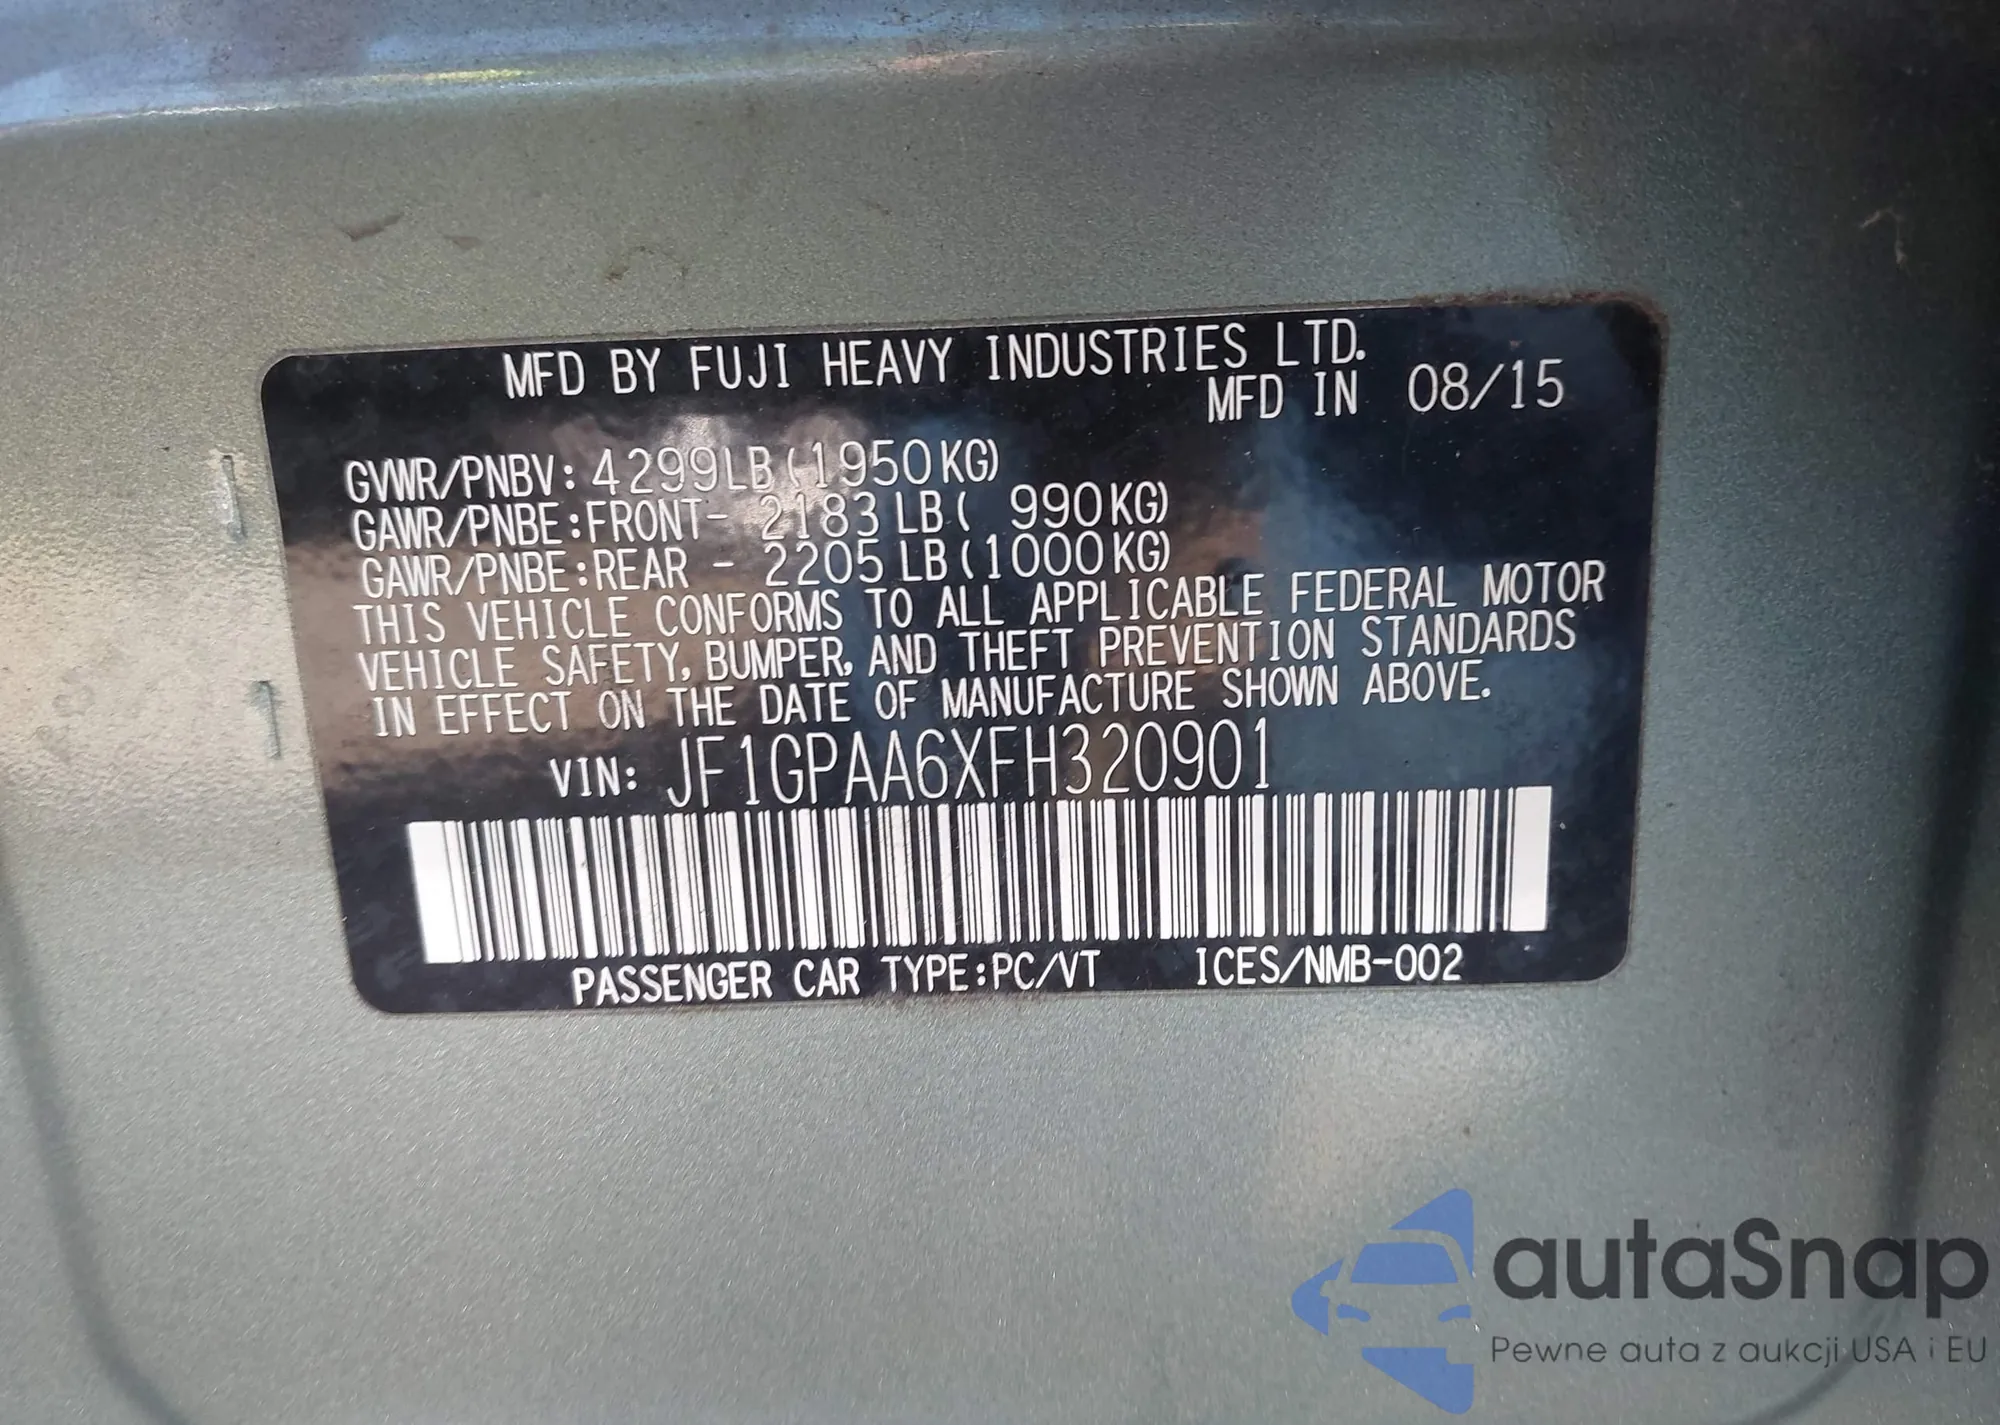 MFD BY FUJI HEAVY INDUSTRIES LTD.
MFD IN 08/15
GVWR/PNBV: 4299LB (1950KG)
GAWR/PNBE:FRONT- 2183 LB ( 990KG)
GAWR/PNBE:REAR - 2205 LB (1000KG)
THIS VEHICLE CONFORMS TO ALL APPLICABLE FEDERAL MOTOR
VEHICLE SAFETY, BUMPER, AND THEFT PREVENTION STANDARDS
IN EFFECT ON THE DATE OF MANUFACTURE SHOWN ABOVE.
VIN: JF1GPAA6XFH320901
PASSENGER CAR TYPE:PC/VT ICES/NMB-002
autaSnap
Pewne auta z aukcji USA i EU